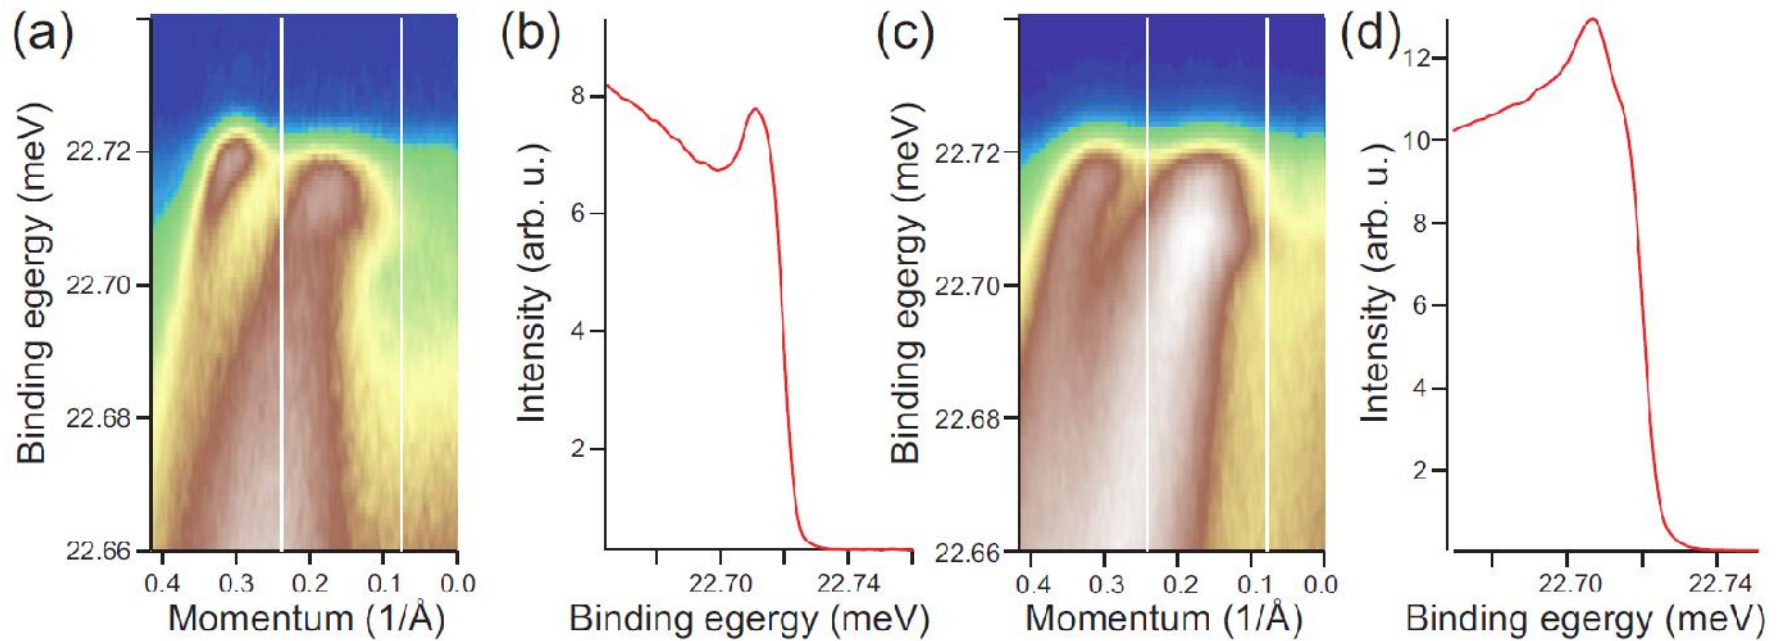 (a)
Binding egergy (meV)
22.72
22.70
22.68
22.66
0.4 0.3 0.2 0.1 0.0
Momentum (1/Å)
(b)
Intensity (arb. u.)
8
6
4
2
22.70 22.74
Binding egergy (meV)
(c)
Binding egergy (meV)
22.72
22.70
22.68
22.66
0.4 0.3 0.2 0.1 0.0
Momentum (1/Å)
(d)
Intensity (arb. u.)
12
10
8
6
4
2
22.70 22.74
Binding egergy (meV)